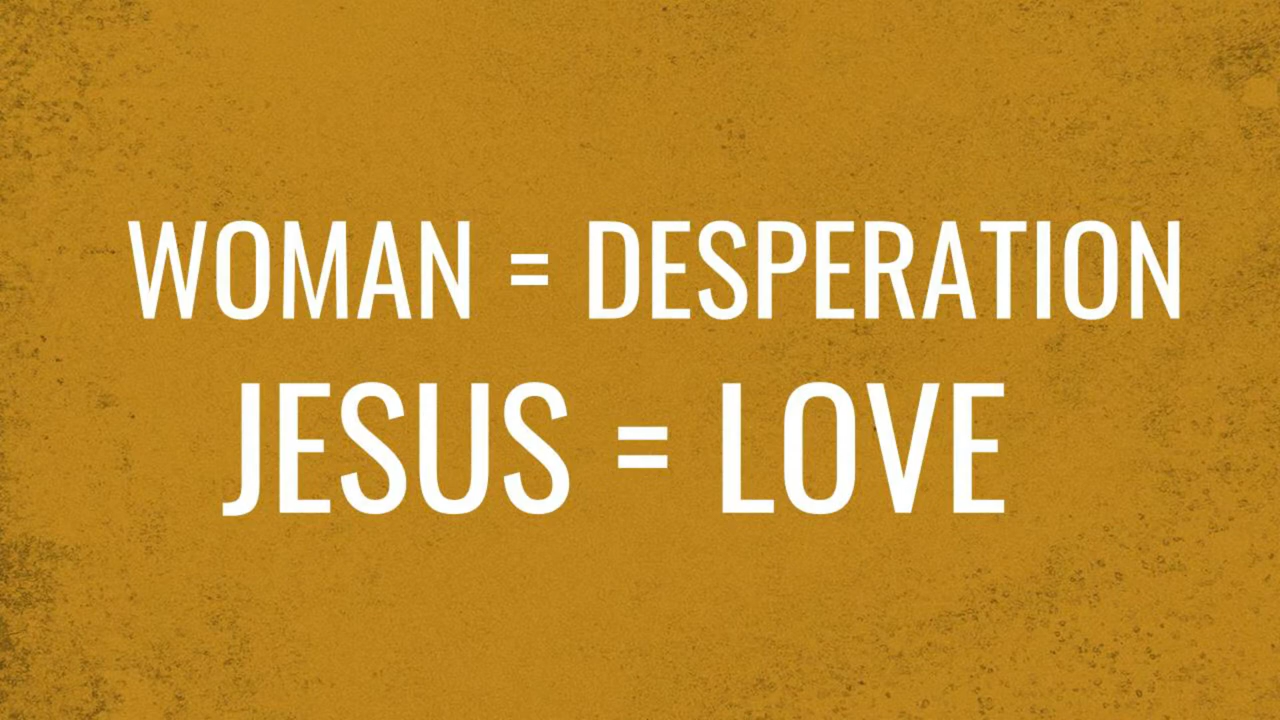 WOMAN = DESPERATION
JESUS = LOVE